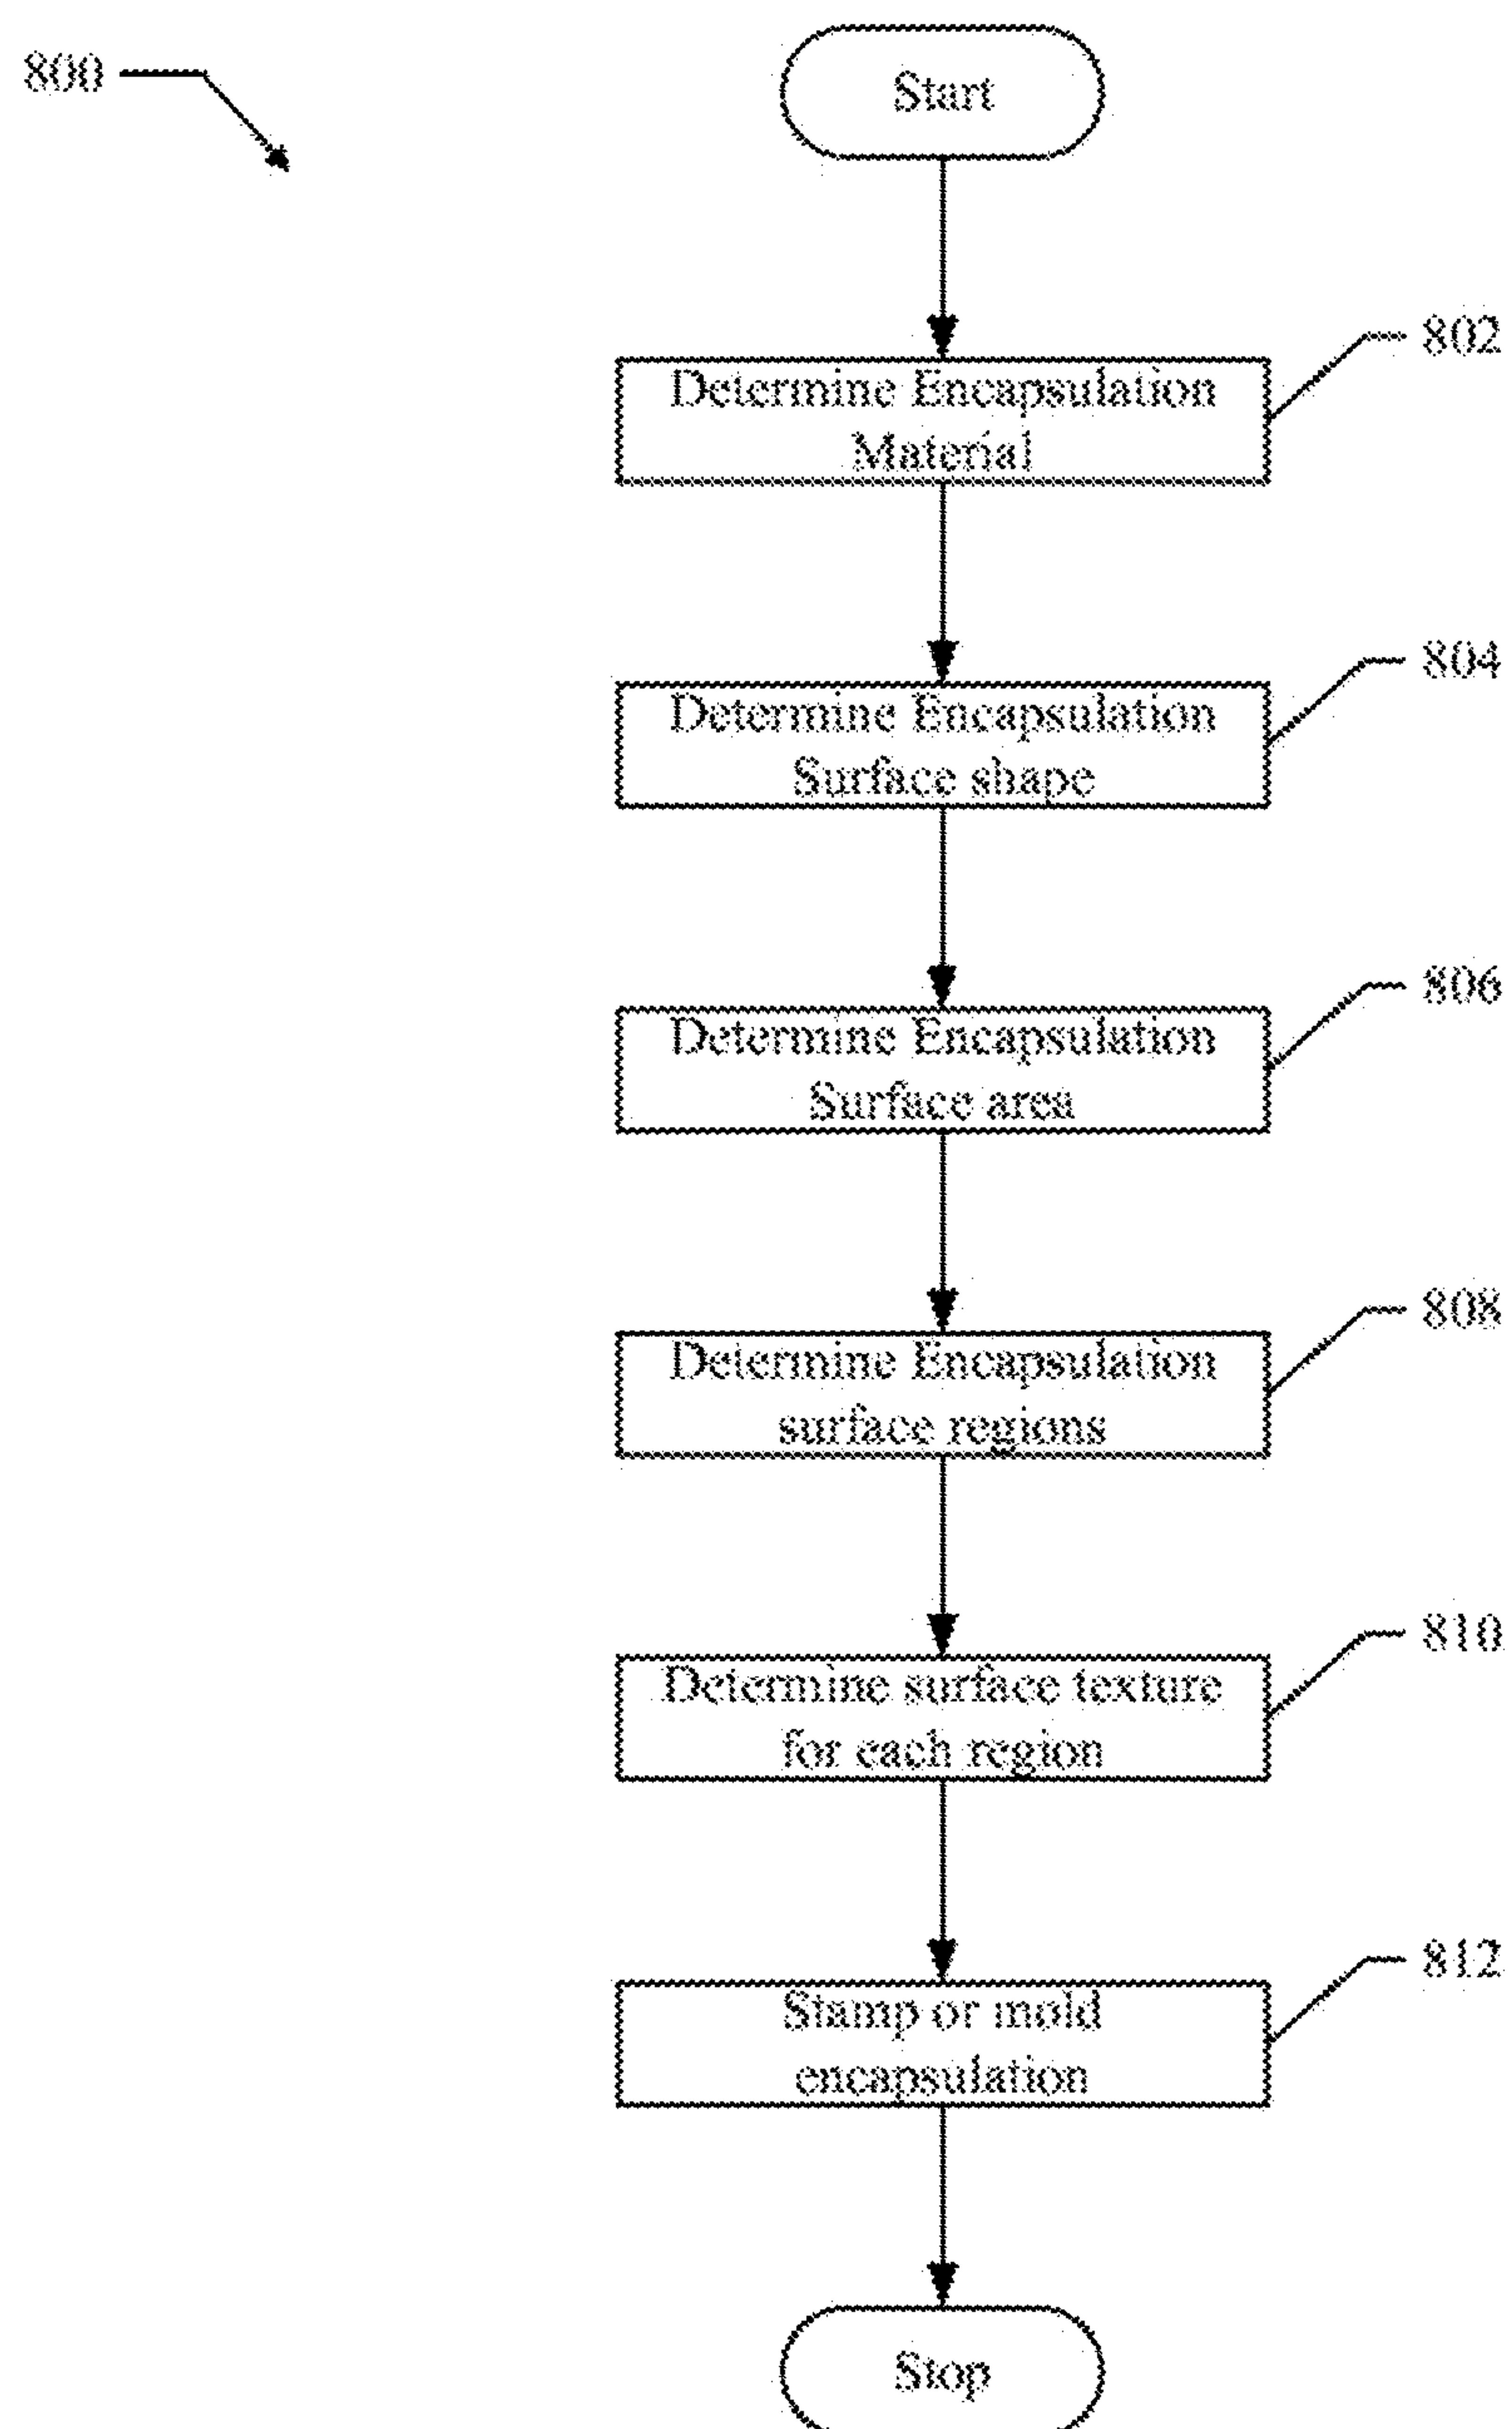 800
Start
802
Determine Encapsulation
Material
804
Determine Encapsulation
Surface shape
806
Determine Encapsulation
Surface area
808
Determine Encapsulation
surface regions
810
Determine surface texture
for each region
812
Stamp or mold
encapsulation
Stop